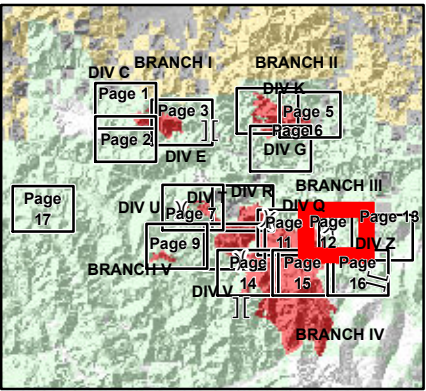 BRANCH I
BRANCH II
DIV C
DIV K
Page 1
Page 3
Page 5
Page 6
Page 2
DIV E
DIV G
BRANCH III
Page
17
DIV U
DIV R
DIV Q
Page 7
Page
11
Page
12
Page 13
DIV Z
Page 9
BRANCH V
Page
14
Page
15
Page
16
DIV V
BRANCH IV